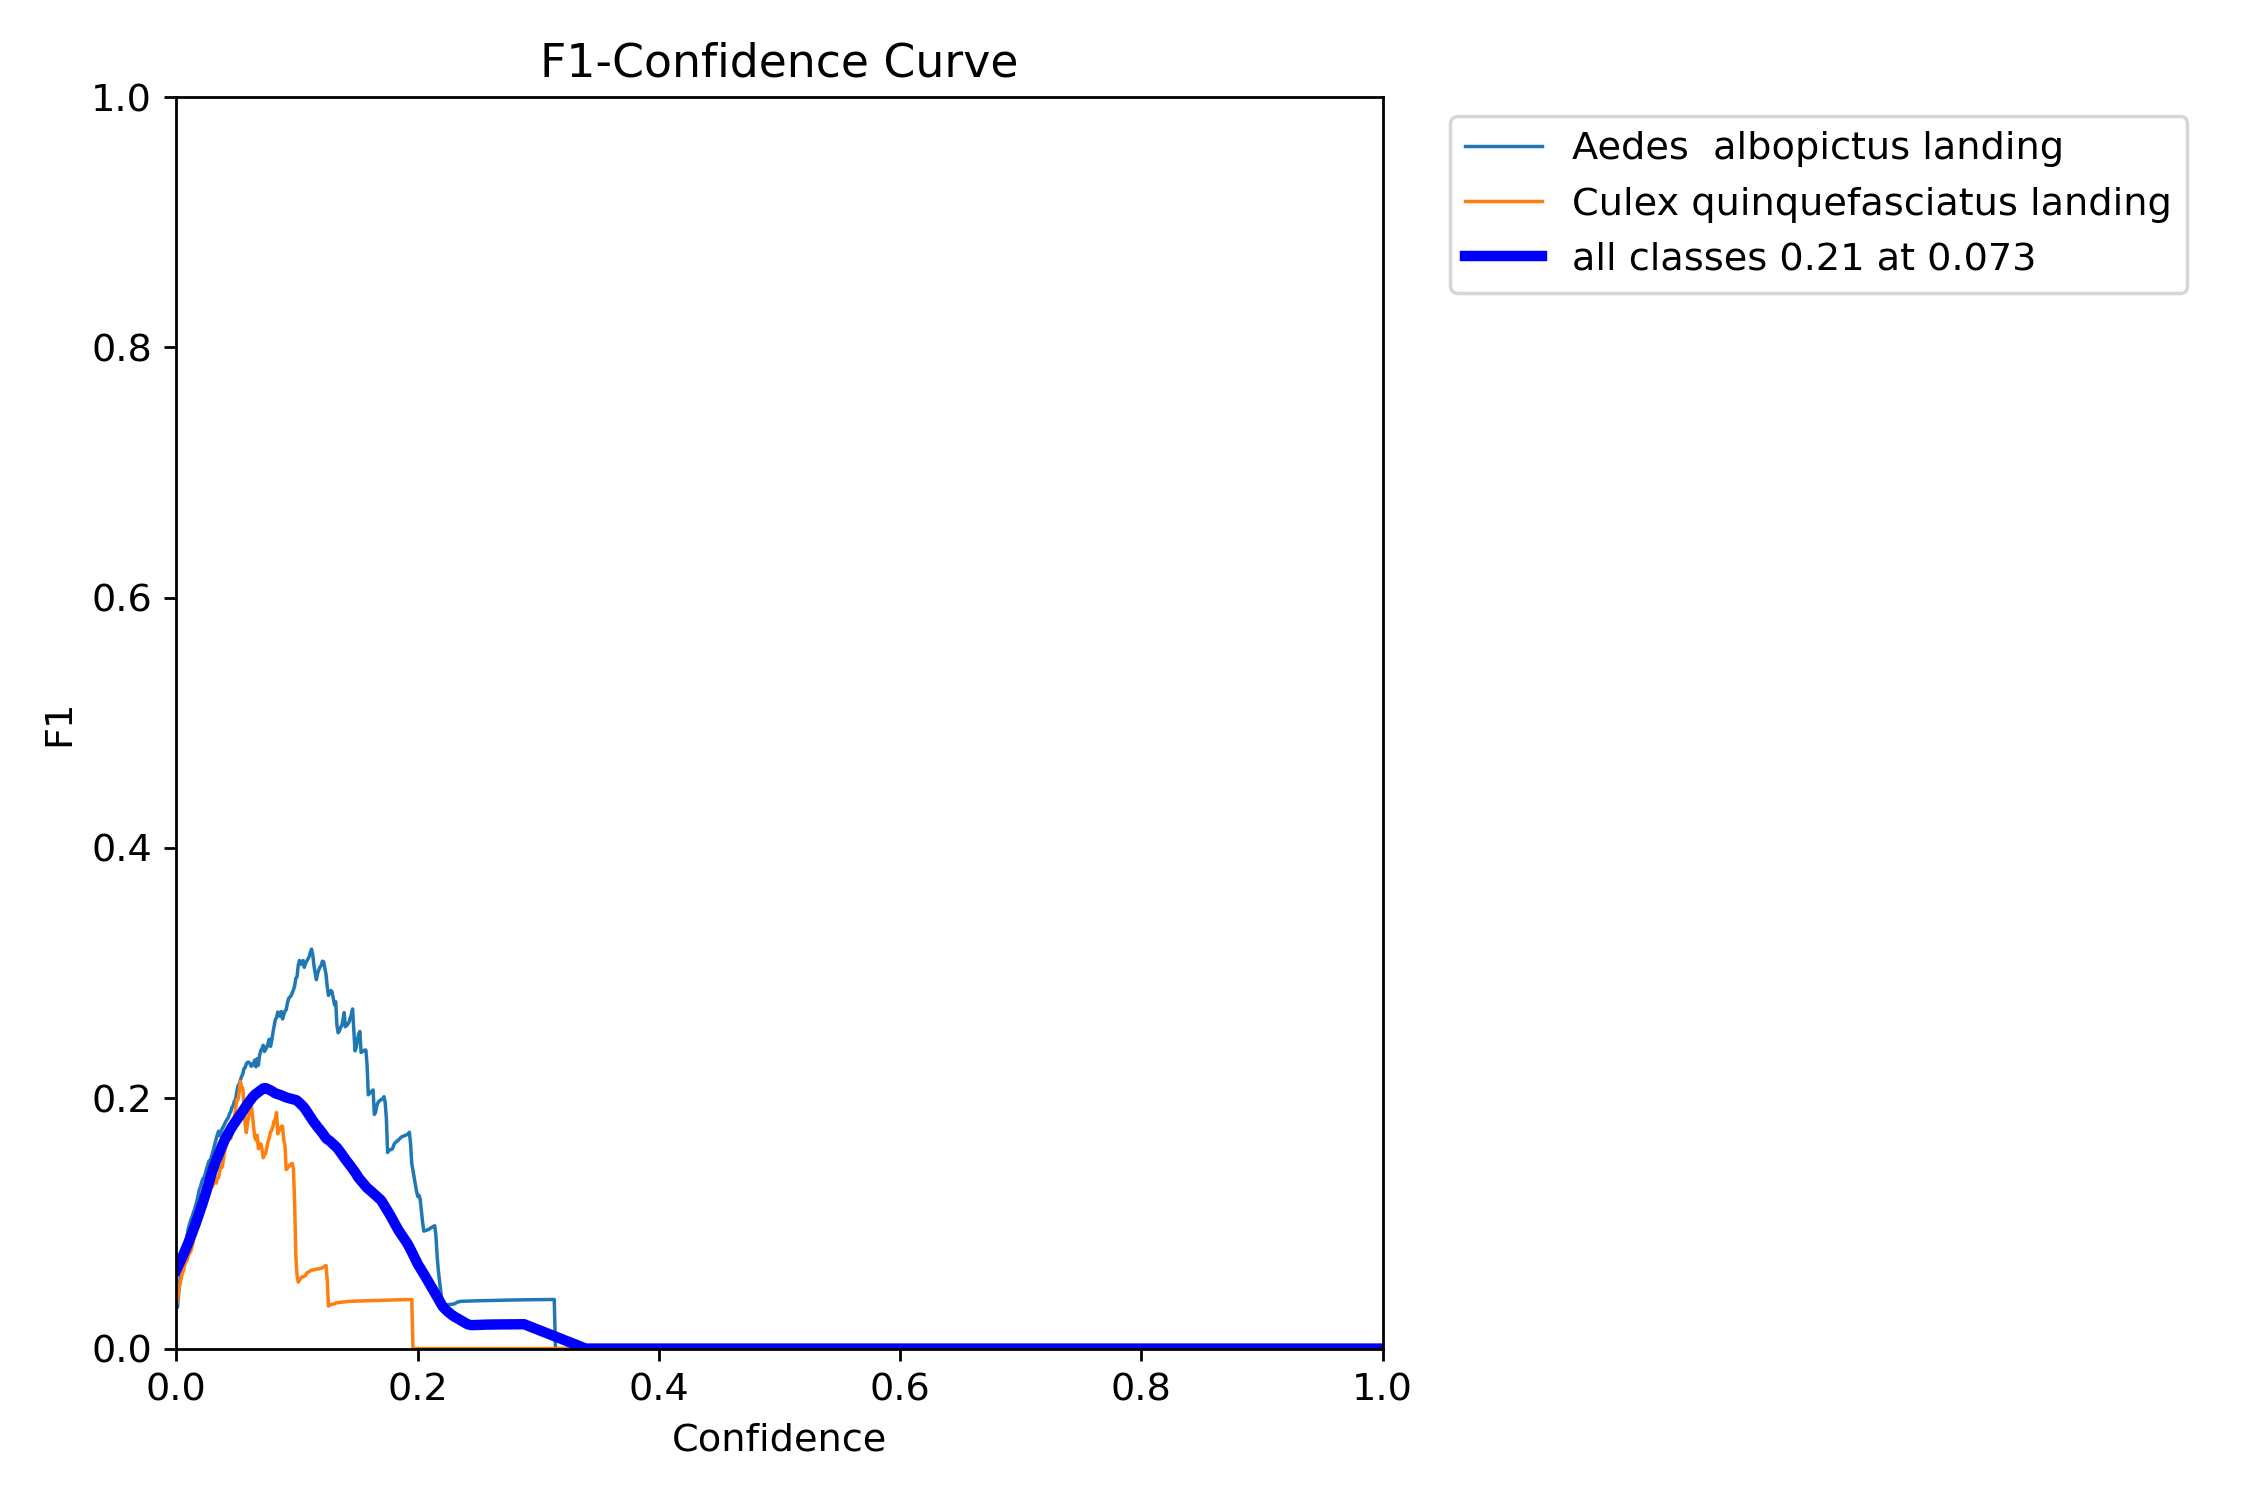 F1-Confidence Curve
1.0
0.8
0.6
0.4
0.2
0.0
F1
0.0 0.2 0.4 0.6 0.8 1.0
Confidence
Aedes  albopictus landing
Culex quinquefasciatus landing
all classes 0.21 at 0.073